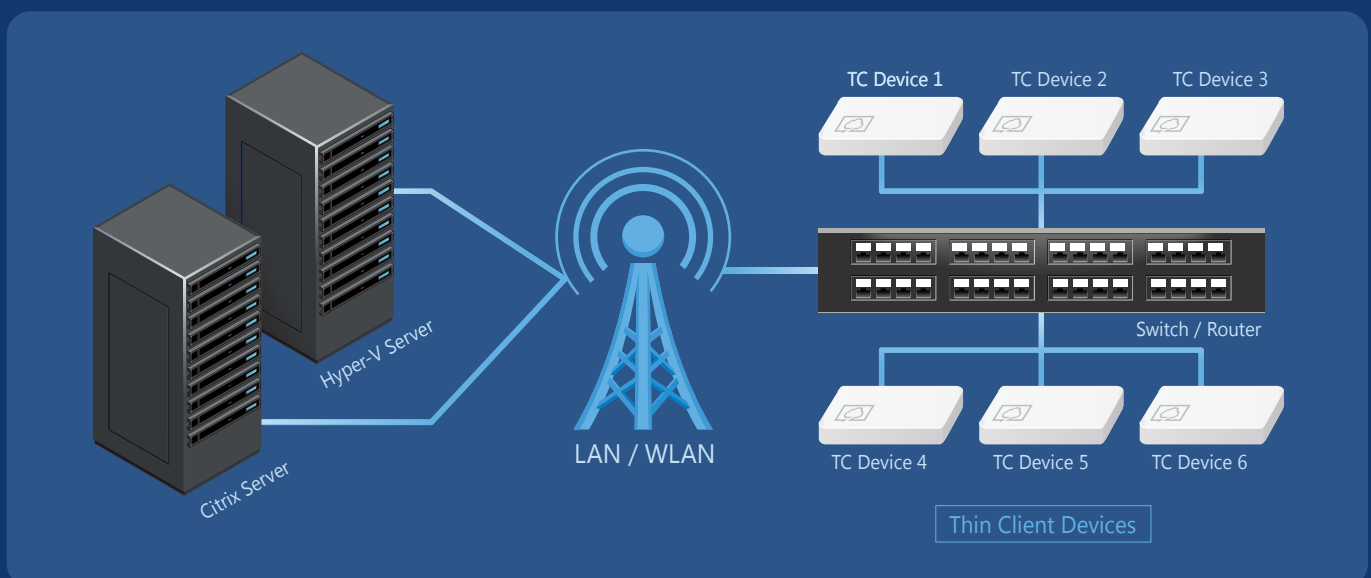 TC Device 1
TC Device 2
TC Device 3
Hyper-V Server
Switch / Router
LAN / WLAN
Citrix Server
TC Device 4
TC Device 5
TC Device 6
Thin Client Devices